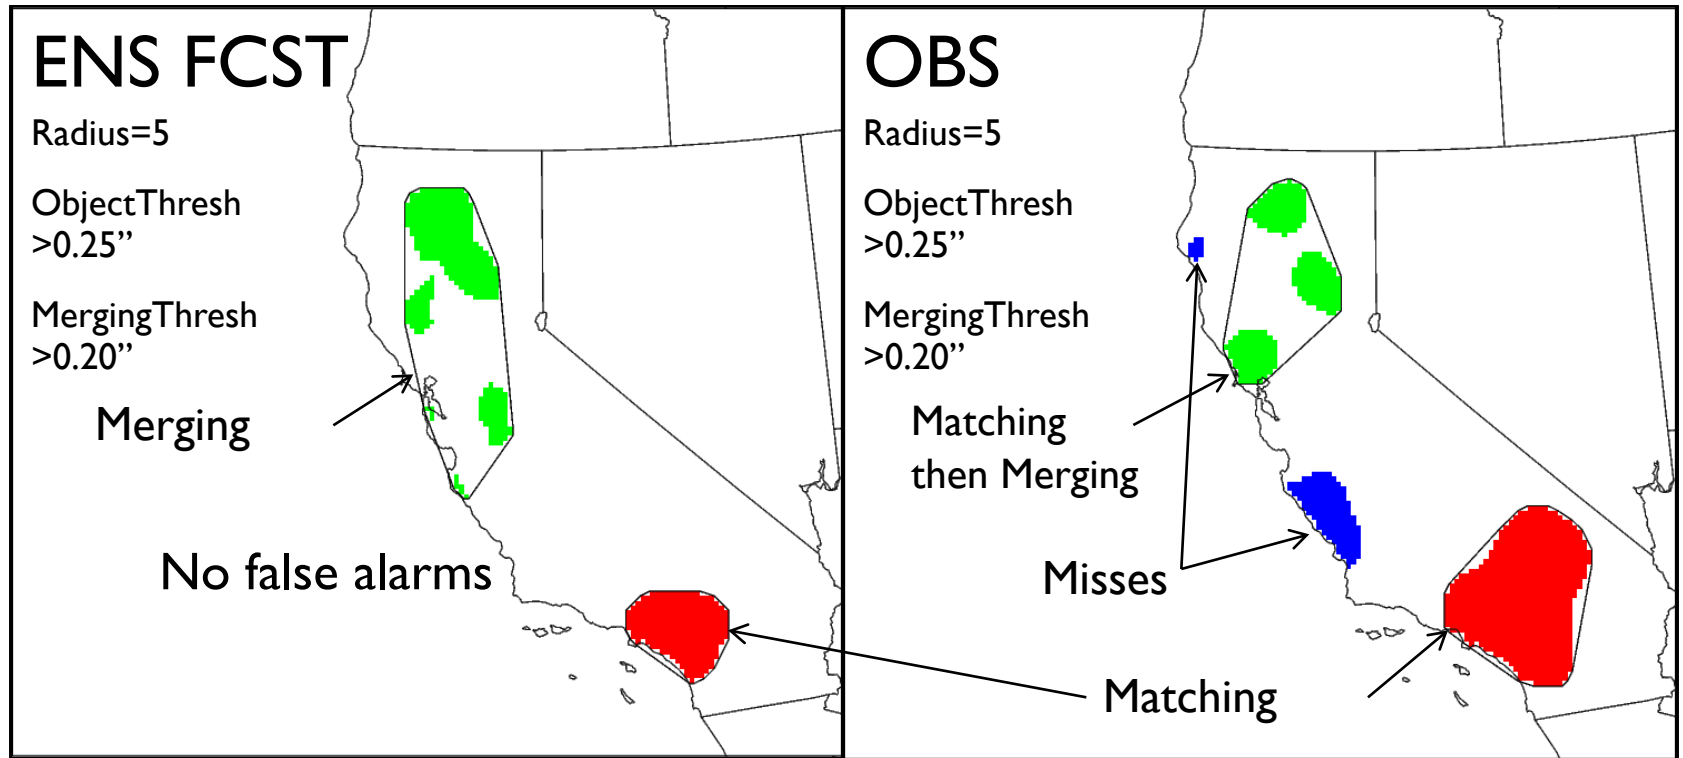 ENS FCST
Radius=5
ObjectThresh
>0.25”
MergingThresh
>0.20”
Merging
No false alarms
OBS
Radius=5
ObjectThresh
>0.25”
MergingThresh
>0.20”
Matching
then Merging
Misses
Matching